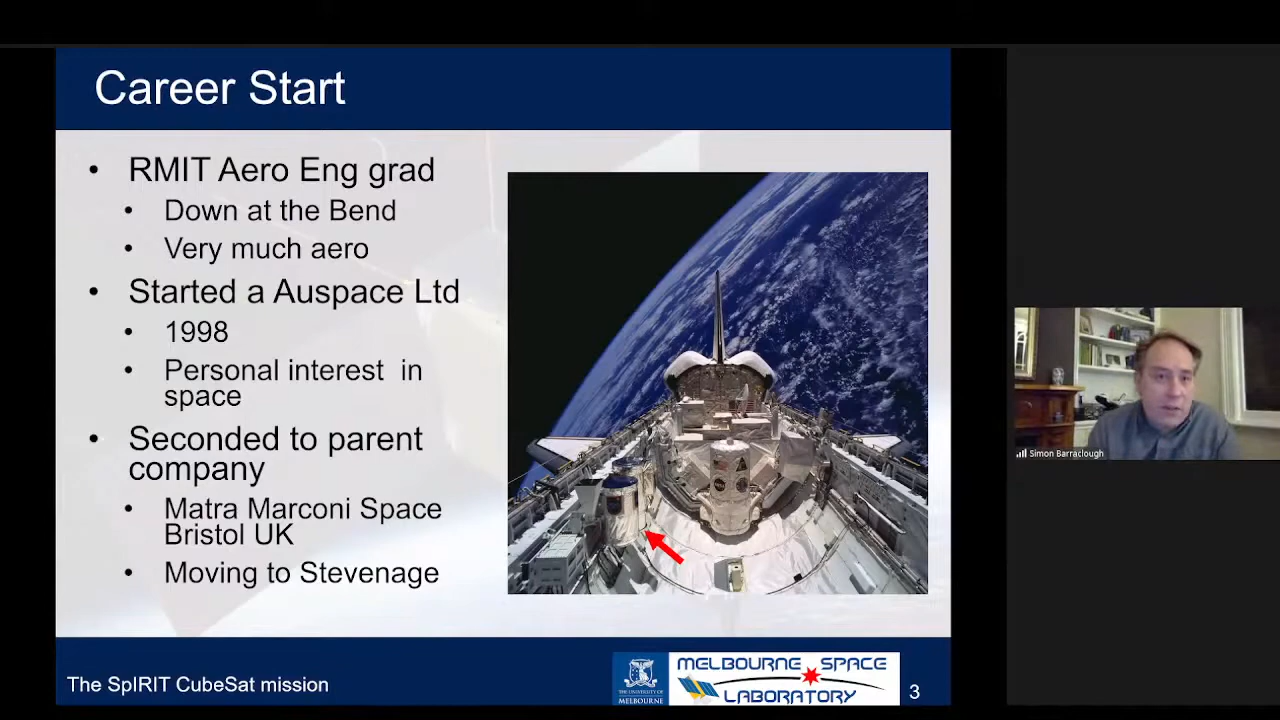 Career Start
• RMIT Aero Eng grad
• Down at the Bend
• Very much aero
• Started a Auspace Ltd
• 1998
• Personal interest in
space
• Seconded to parent
company
• Matra Marconi Space
Bristol UK
• Moving to Stevenage
The SpIRIT CubeSat mission
THE UNIVERSITY OF
MELBOURNE
MELBOURNE SPACE
LABORATORY
3
Simon Barraclough